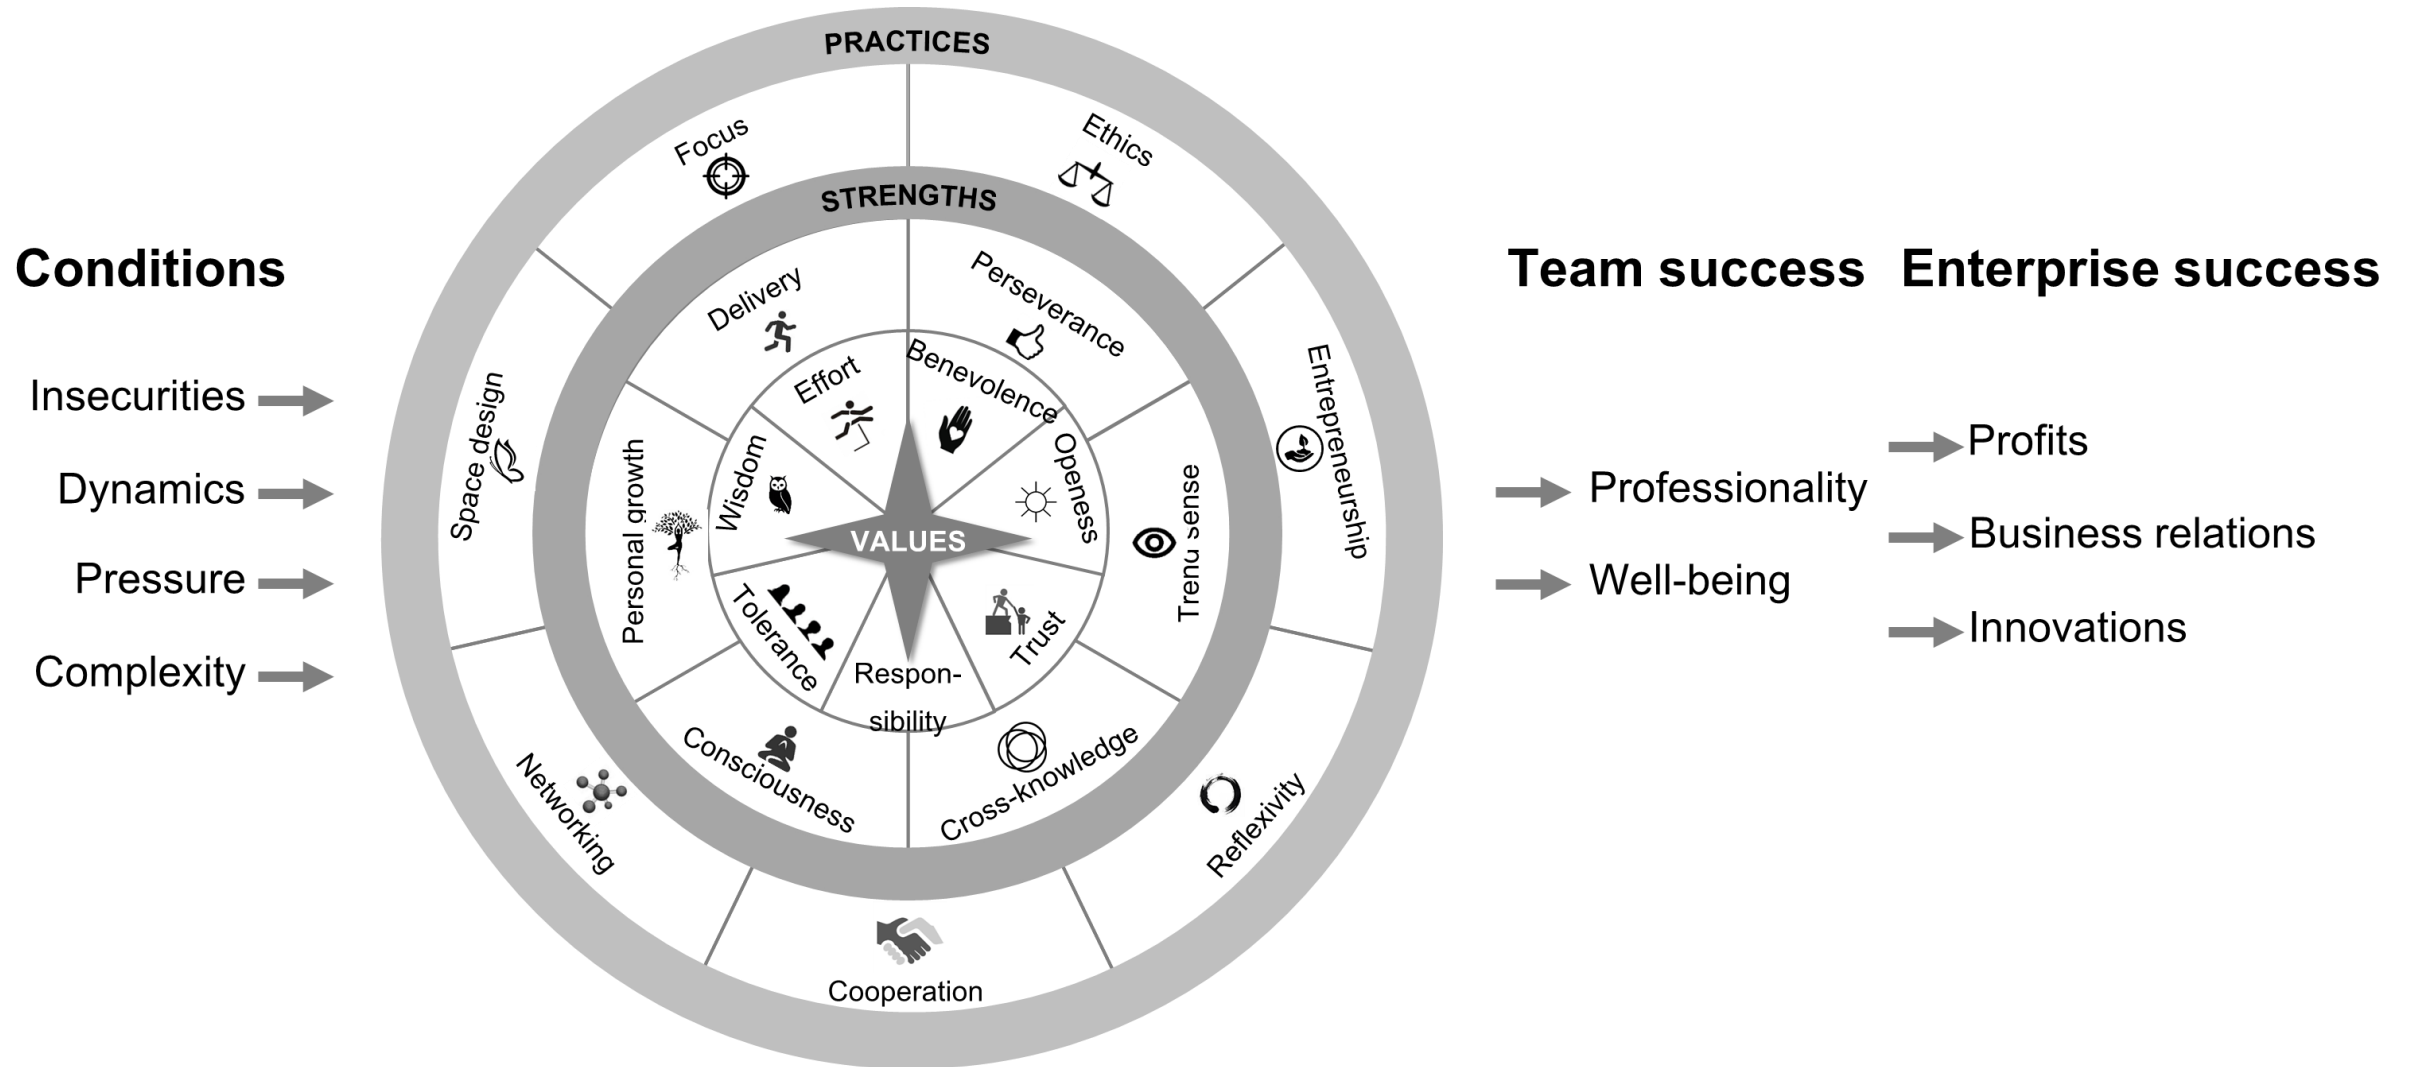 PRACTICES
Focus
Ethics
STRENGTHS
Conditions
Team success
Enterprise success
Delivery
Perseverance
Effort
Benevolence
Insecurities
Dynamics
Pressure
Complexity
Space design
Personal growth
Wisdom
VALUES
Openess
Trenu sense
Entrepreneurship
Professionality
Well-being
Profits
Business relations
Innovations
Tolerance
Respon-
sibility
Trust
Consciousness
Cross-knowledge
Networking
Reflexivity
Cooperation